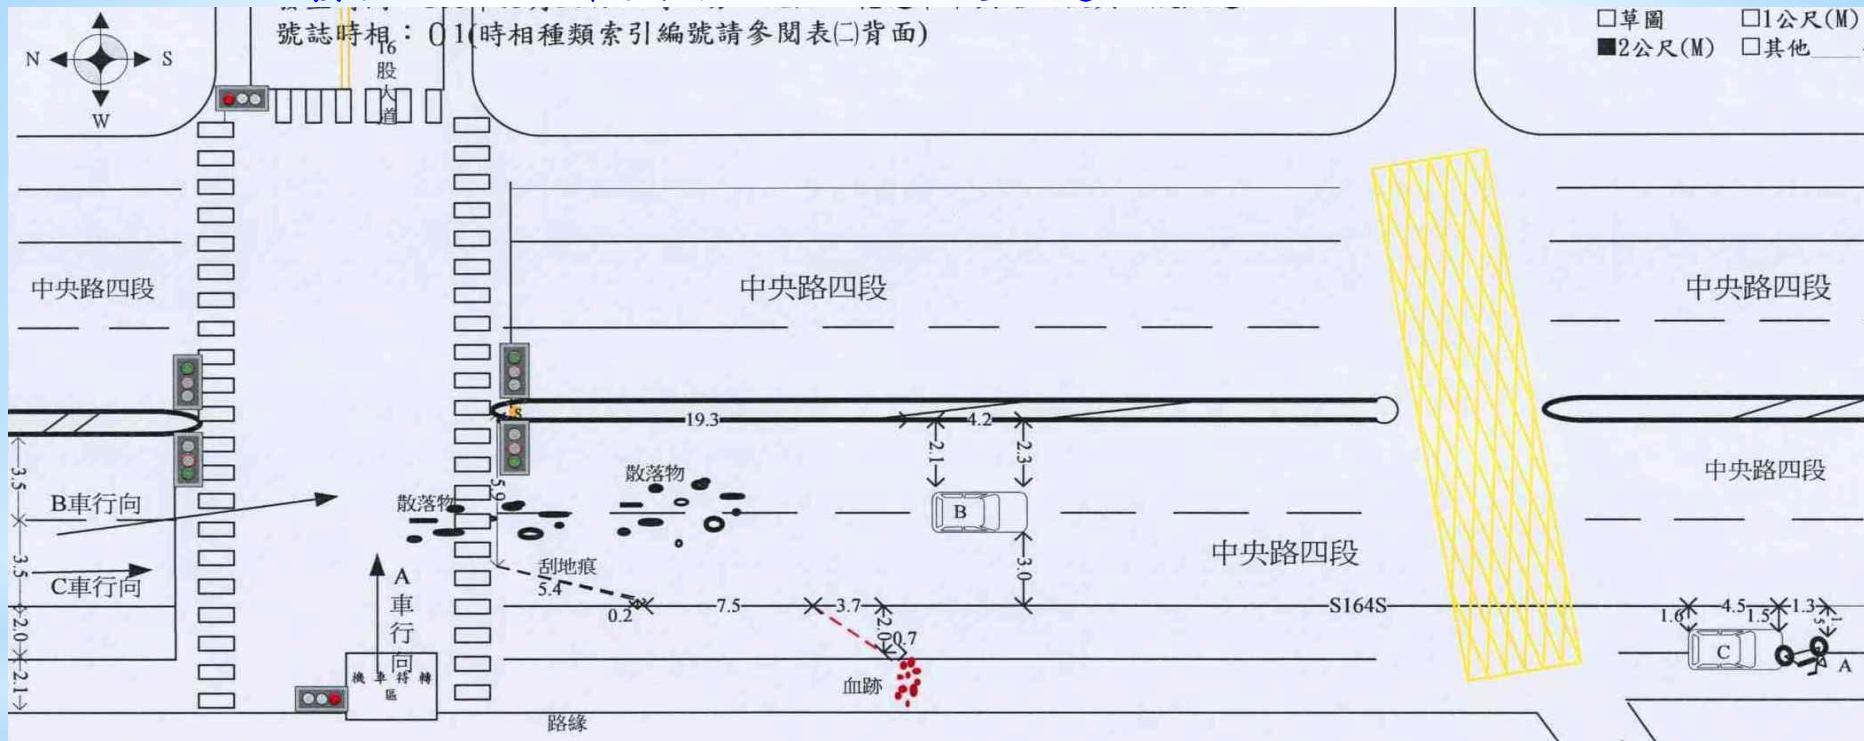 號誌時相：01(時相種類索引編號請參閱表㈡背面)
□草圖 □1公尺(M)
■2公尺(M) □其他
N S
W
16股人道
中央路四段
中央路四段
中央路四段
19.3
4.2
2.1
2.3
3.5
散落物
散落物
5.9
中央路四段
B車行向
B
中央路四段
3.5
C車行向
A車行向
刮地痕
5.4
3.0
0.2
7.5
3.7
S164S
4.5
1.3
2.0
2.0
0.7
1.6
1.5
1.5
C
A
2.1
機車待轉區
血跡
路緣